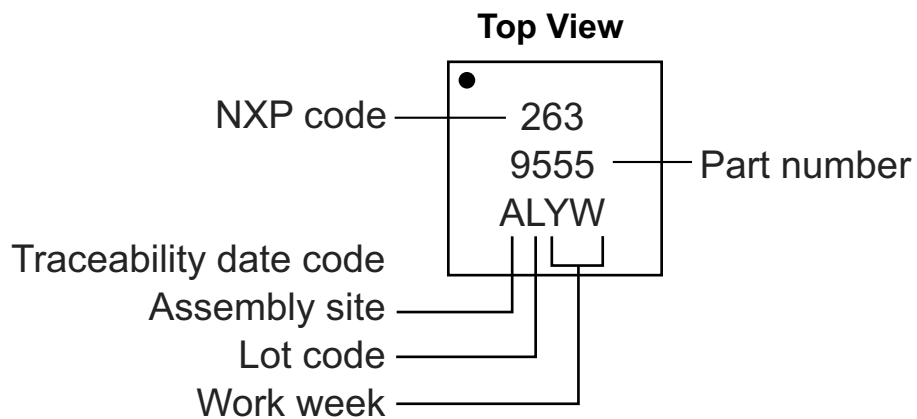 Top View
NXP code
263
9555
Part number
ALYW
Traceability date code
Assembly site
Lot code
Work week